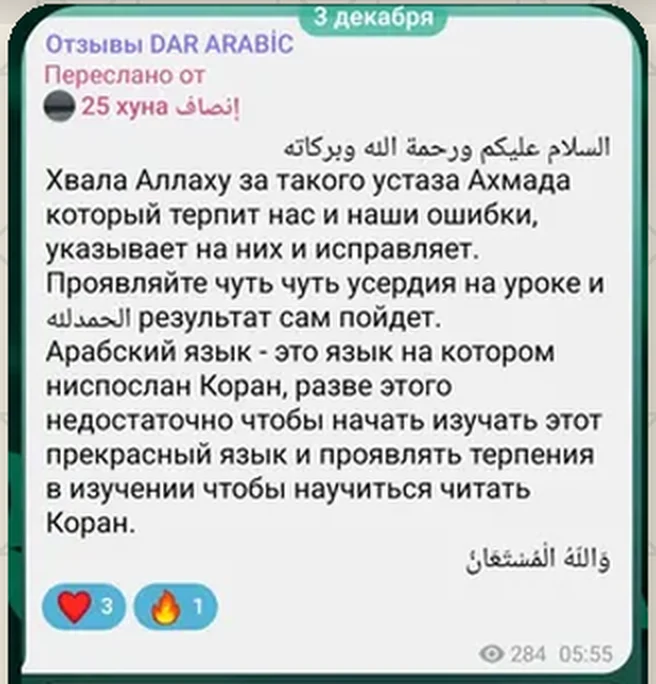 3 декабря
Отзывы DAR ARABİC
Переслано от
25 хуна إنصاف!
السلام عليكم ورحمة الله وبركاته
Хвала Аллаху за такого устаза Ахмада
который терпит нас и наши ошибки,
указывает на них и исправляет.
Проявляйте чуть чуть усердия на уроке и
الحمدلله результат сам пойдет.
Арабский язык - это язык на котором
ниспослан Коран, разве этого
недостаточно чтобы начать изучать этот
прекрасный язык и проявлять терпения
в изучении чтобы научиться читать
Коран.
وَاللَّهُ الْمُسْتَعَانُ
3 1
284 05:55